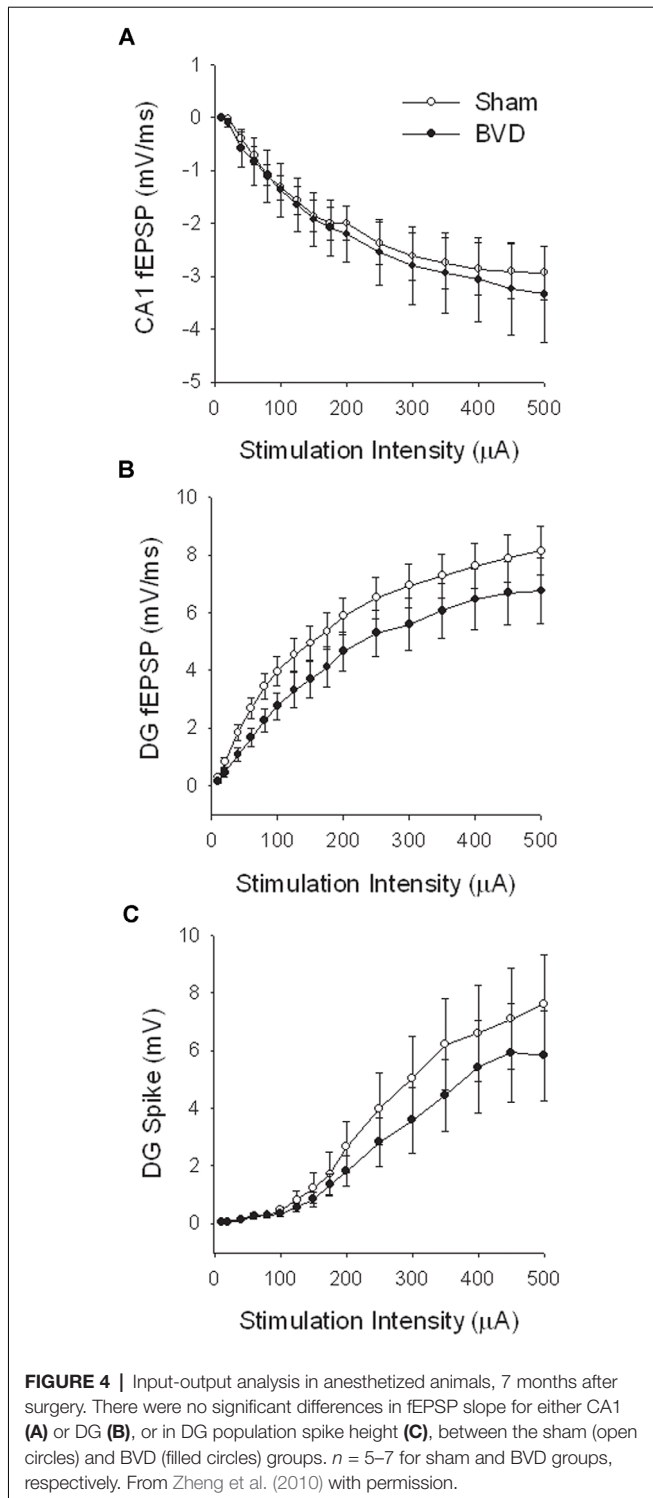 A
1
0
-1
-2
-3
-4
-5
CA1 fEPSP (mV/ms)
Sham
BVD
0 100 200 300 400 500
Stimulation Intensity (µA)
B
10
8
6
4
2
0
DG fEPSP (mV/ms)
0 100 200 300 400 500
Stimulation Intensity (µA)
C
10
8
6
4
2
0
DG Spike (mV)
0 100 200 300 400 500
Stimulation Intensity (µA)
FIGURE 4 | Input-output analysis in anesthetized animals, 7 months after
surgery. There were no significant differences in fEPSP slope for either CA1
(A) or DG (B), or in DG population spike height (C), between the sham (open
circles) and BVD (filled circles) groups. n = 5–7 for sham and BVD groups,
respectively. From Zheng et al. (2010) with permission.